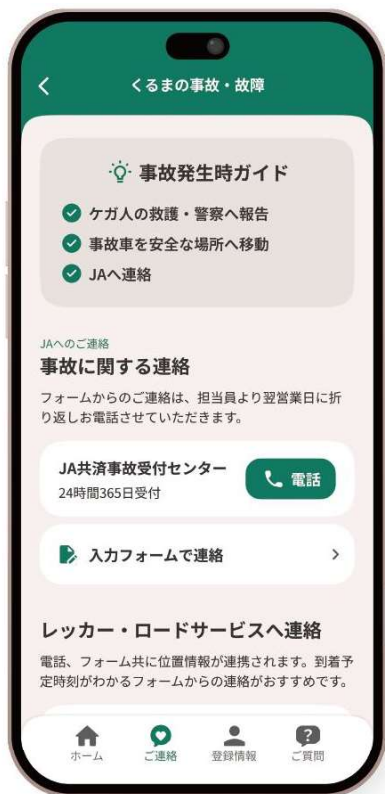 くるまの事故・故障
事故発生時ガイド
ケガ人の救護・警察へ報告
事故車を安全な場所へ移動
JAへ連絡
JAへのご連絡
事故に関する連絡
フォームからのご連絡は、担当員より翌営業日に折
り返しお電話させていただきます。
JA共済事故受付センター
24時間365日受付
電話
入力フォームで連絡
レッカー・ロードサービスへ連絡
電話、フォーム共に位置情報が連携されます。到着予
定時刻がわかるフォームからの連絡がおすすめです。
ホーム
ご連絡
登録情報
ご質問